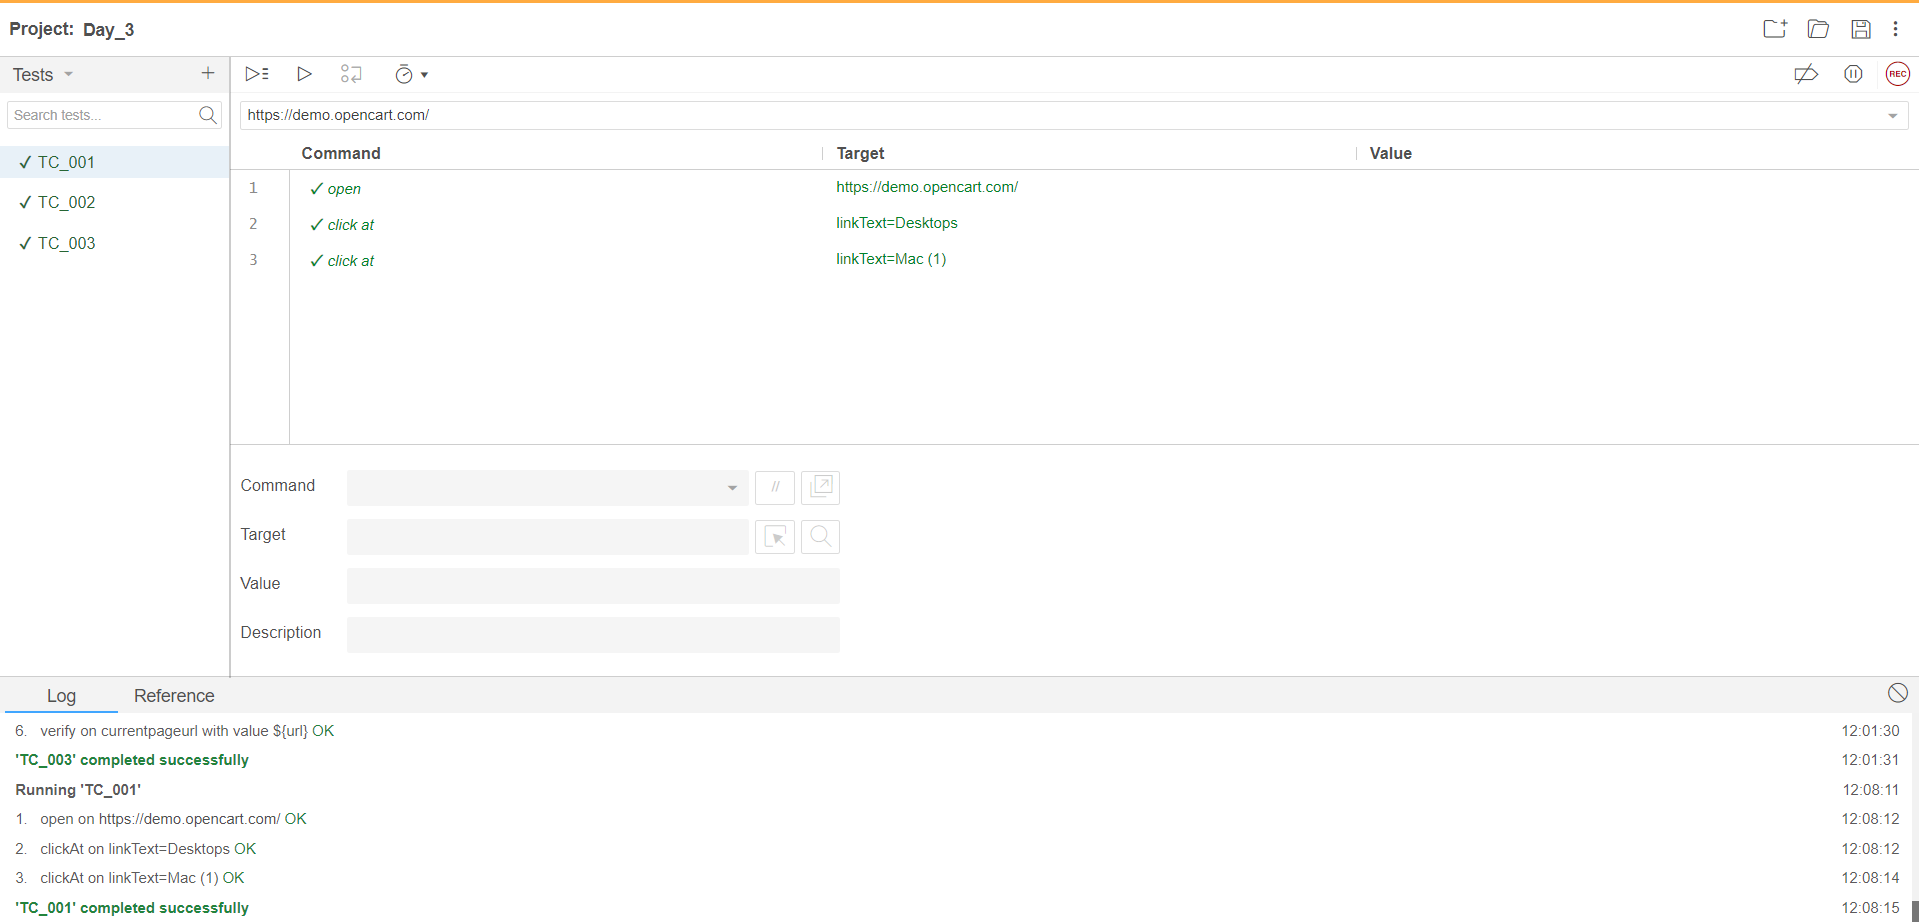 Project: Day_3
Tests +
REC
Search tests...
https://demo.opencart.com/
Command Target Value
✓ TC_001
✓ TC_002
✓ TC_003
1 ✓ open https://demo.opencart.com/
2 ✓ click at linkText=Desktops
3 ✓ click at linkText=Mac (1)
Command //
Target
Value
Description
Log Reference
6. verify on currentpageurl with value ${url} OK 12:01:30
'TC_003' completed successfully 12:01:31
Running 'TC_001' 12:08:11
1. open on https://demo.opencart.com/ OK 12:08:12
2. clickAt on linkText=Desktops OK 12:08:12
3. clickAt on linkText=Mac (1) OK 12:08:14
'TC_001' completed successfully 12:08:15